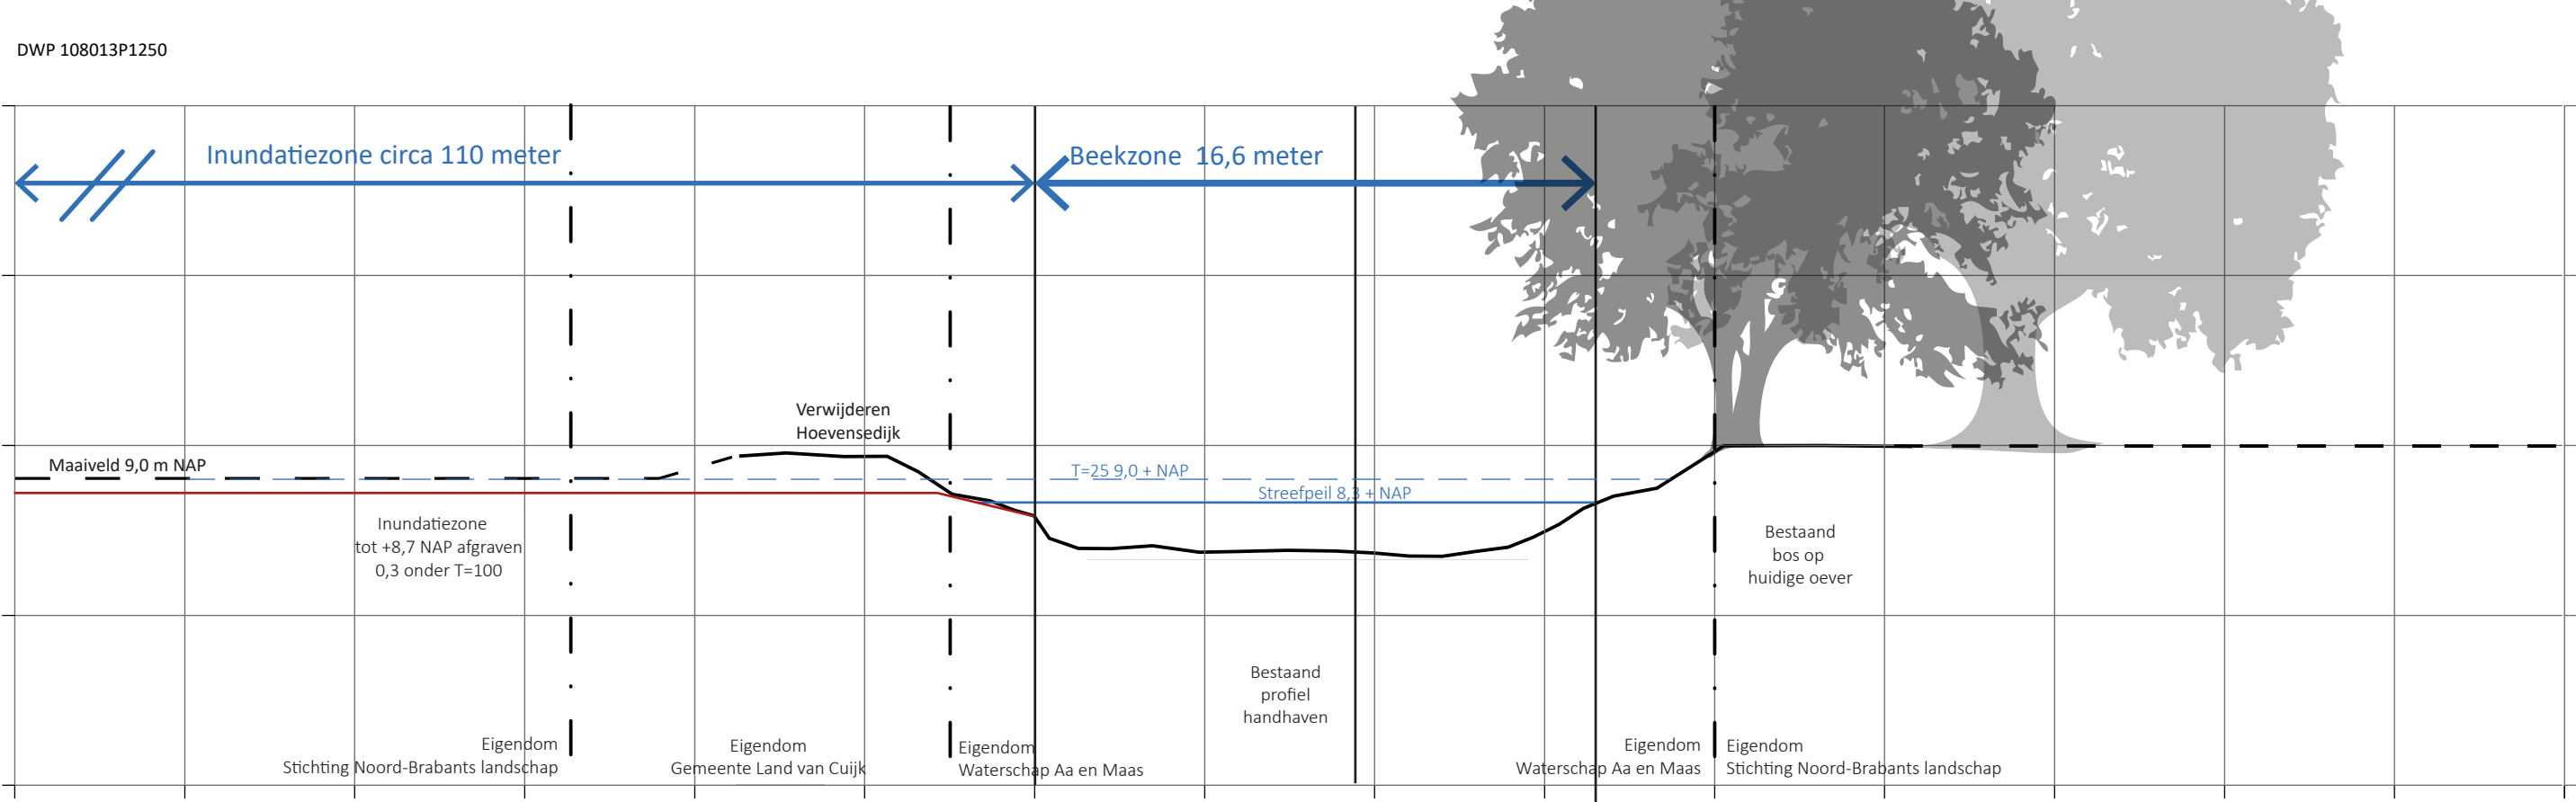 DWP 108013P1250
Inundatiezone circa 110 meter
Beekzone 16,6 meter
Verwijderen
Hoevensedijk
Maaiveld 9,0 m NAP
T=25 9,0 + NAP
Streefpeil 8,3 + NAP
Inundatiezone
tot +8,7 NAP afgraven
0,3 onder T=100
Bestaand
bos op
huidige oever
Bestaand
profiel
handhaven
Eigendom
Stichting Noord-Brabants landschap
Eigendom
Gemeente Land van Cuijk
Eigendom
Waterschap Aa en Maas
Eigendom
Waterschap Aa en Maas
Eigendom
Stichting Noord-Brabants landschap